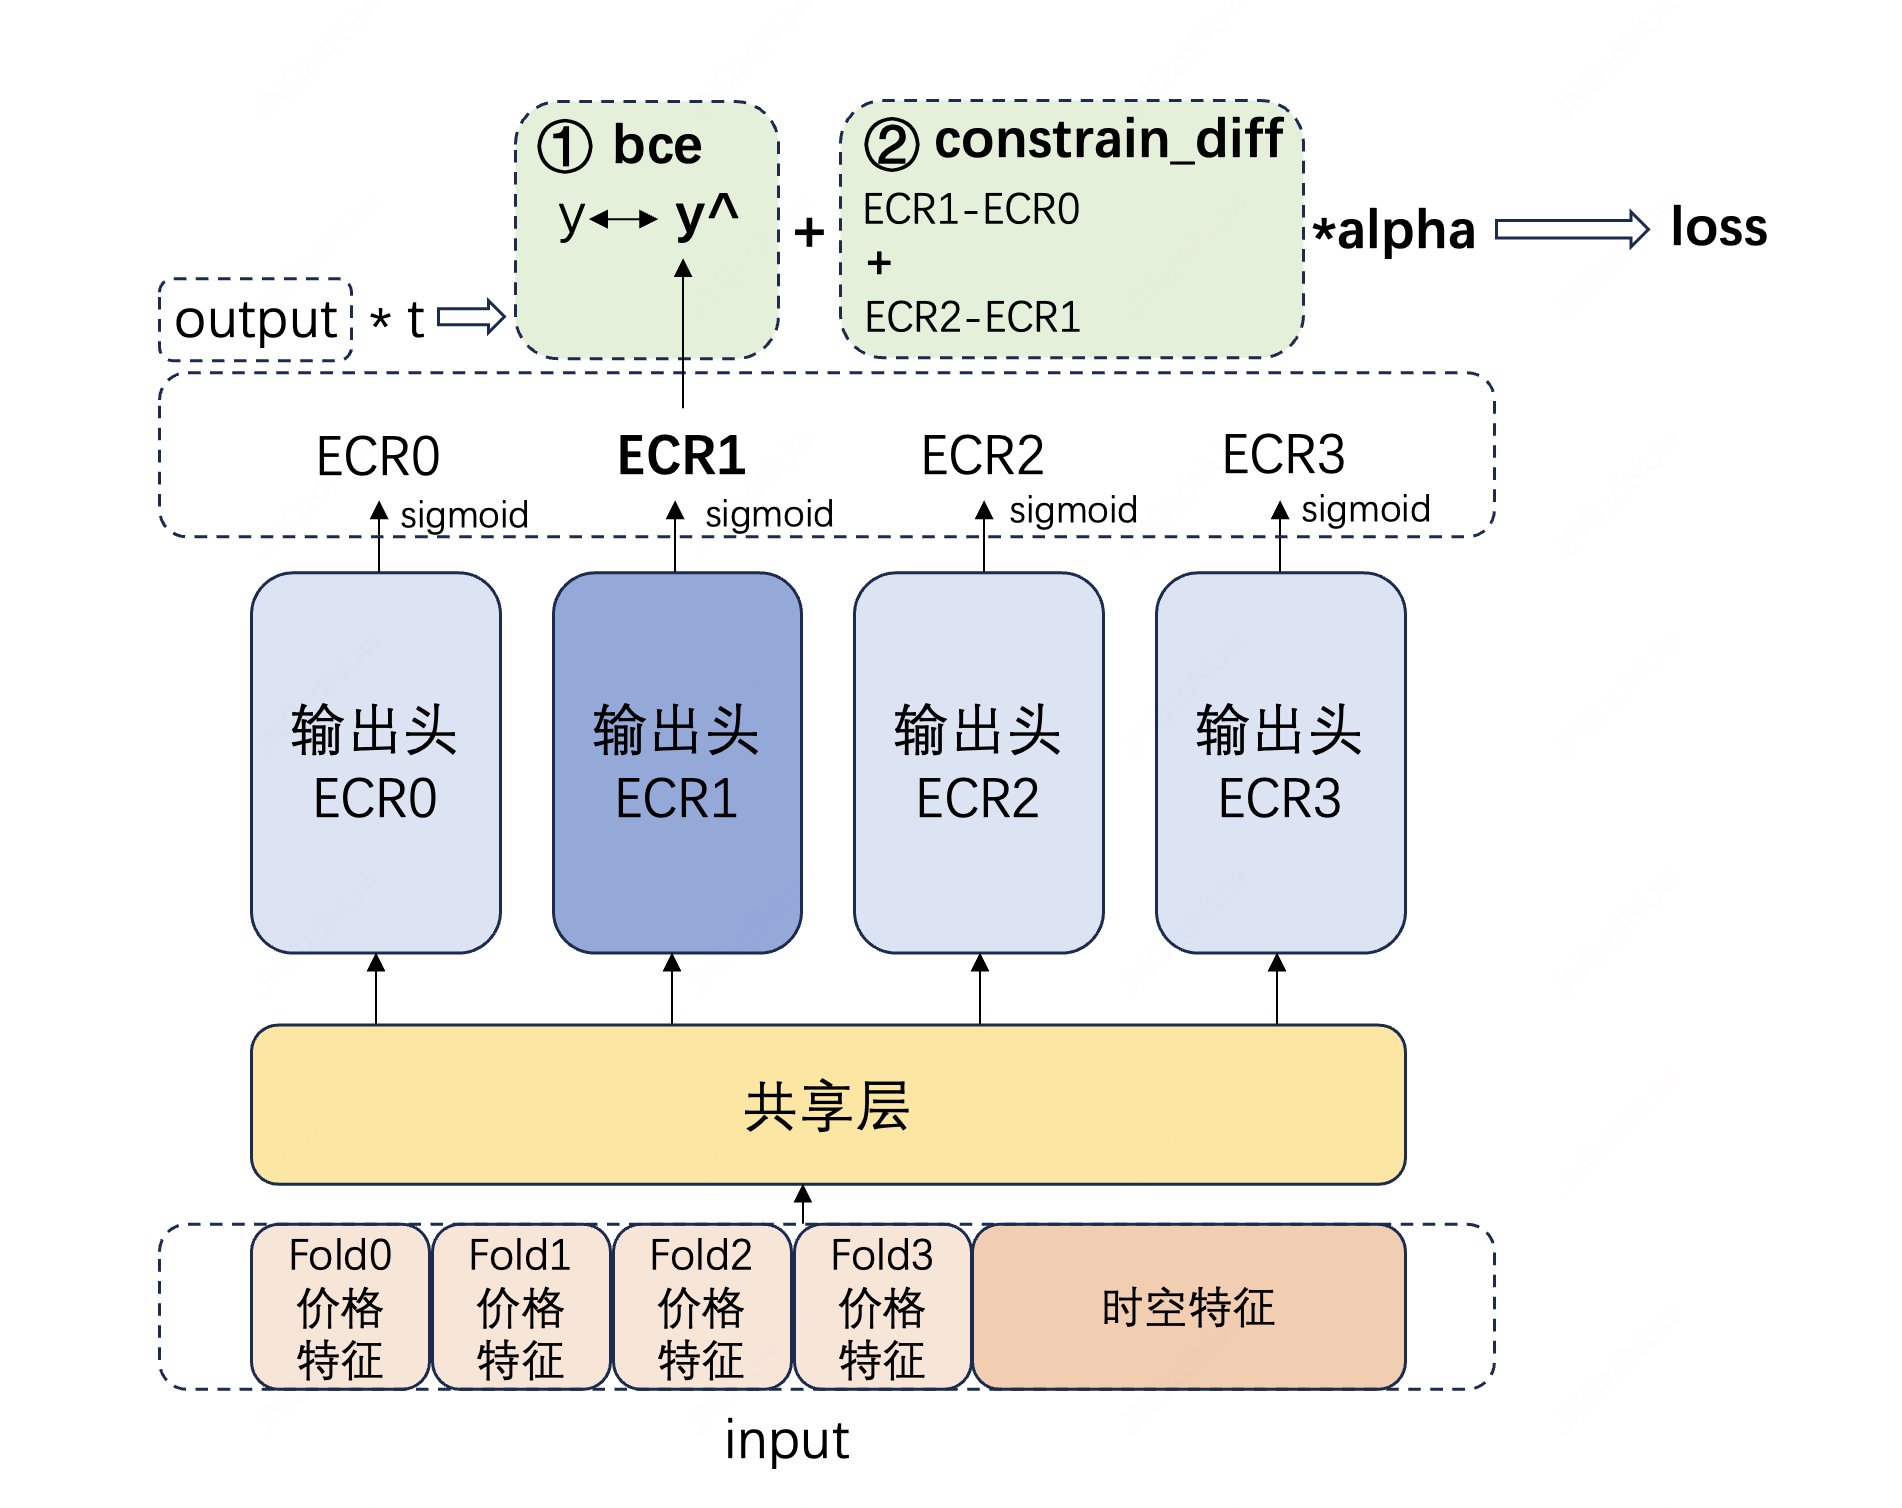 ① bce
y y^
+
② constrain_diff
ECR1-ECR0
+
ECR2-ECR1
*alpha
loss
output * t
ECR0
ECR1
ECR2
ECR3
sigmoid
sigmoid
sigmoid
sigmoid
输出头
ECR0
输出头
ECR1
输出头
ECR2
输出头
ECR3
共享层
Fold0
价格
特征
Fold1
价格
特征
Fold2
价格
特征
Fold3
价格
特征
时空特征
input